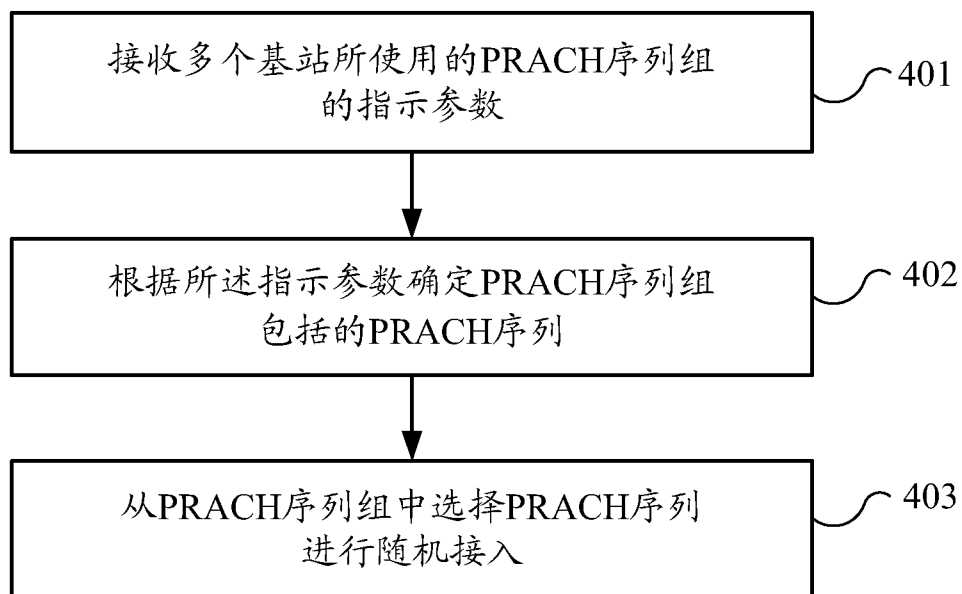 接收多个基站所使用的PRACH序列组
的指示参数
401
根据所述指示参数确定PRACH序列组
包括的PRACH序列
402
从PRACH序列组中选择PRACH序列
进行随机接入
403